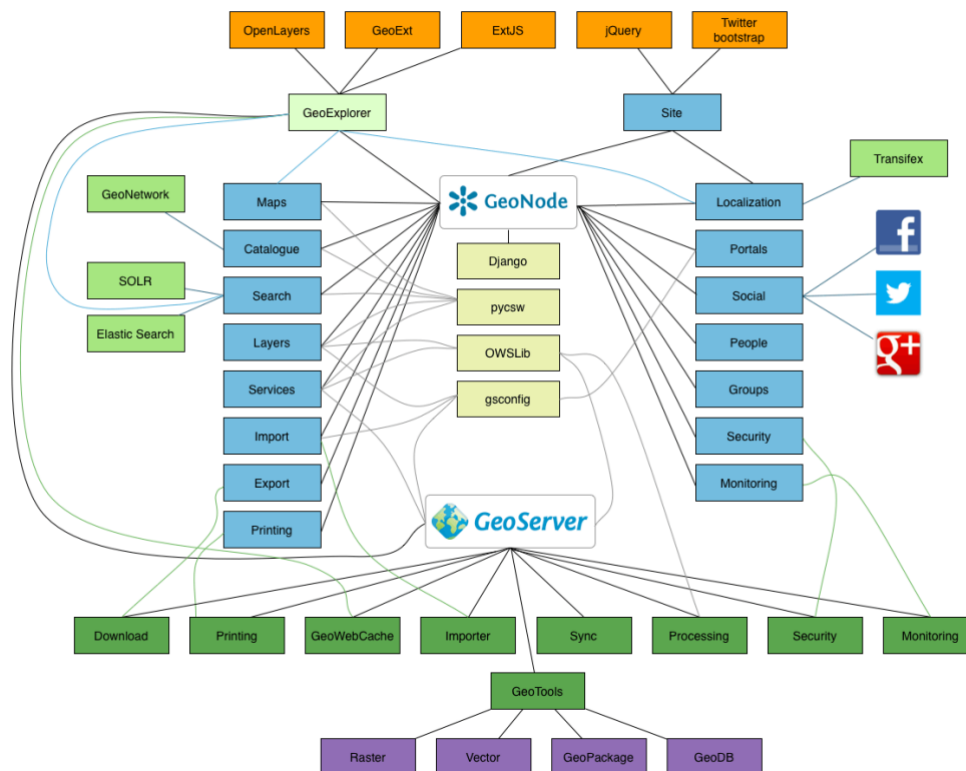 OpenLayers
GeoExt
ExtJS
jQuery
Twitter
bootstrap
GeoExplorer
Site
Transifex
GeoNetwork
Maps
GeoNode
Localization
Catalogue
Django
Portals
SOLR
Search
pycsw
Social
Elastic Search
Layers
OWSLib
People
g+
Services
gsconfig
Groups
Import
Security
Export
GeoServer
Monitoring
Printing
Download
Printing
GeoWebCache
Importer
Sync
Processing
Security
Monitoring
GeoTools
Raster
Vector
GeoPackage
GeoDB